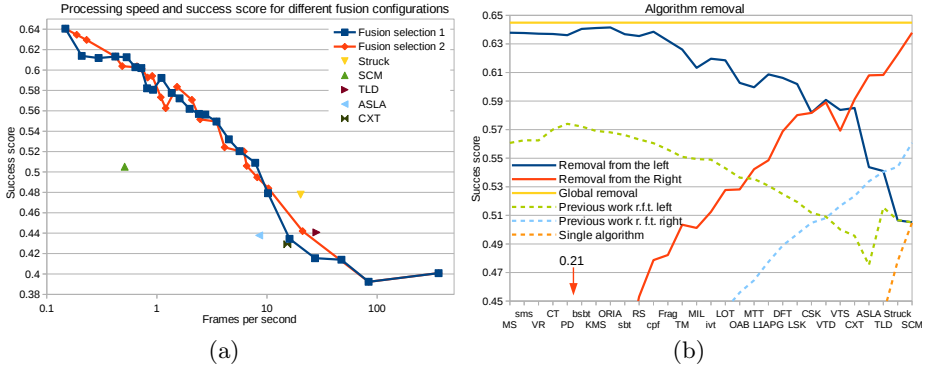 Processing speed and success score for different fusion configurations
Success score
0.64
0.62
0.6
0.58
0.56
0.54
0.52
0.5
0.48
0.46
0.44
0.42
0.4
0.38
0.1
1
10
100
Frames per second
Fusion selection 1
Fusion selection 2
Struck
SCM
TLD
ASLA
CXT
(a)
Algorithm removal
Success score
0.65
0.63
0.61
0.59
0.57
0.55
0.53
0.51
0.49
0.47
0.45
Removal from the left
Removal from the Right
Global removal
Previous work r.f.t. left
Previous work r. f.t. right
Single algorithm
0.21
sms CT bsbt ORIA RS Frag MIL LOT MTT DFT CSK VTS ASLA Struck
MS VR PD KMS sbt cpf TM ivt OAB L1APG LSK VTD CXT TLD SCM
(b)